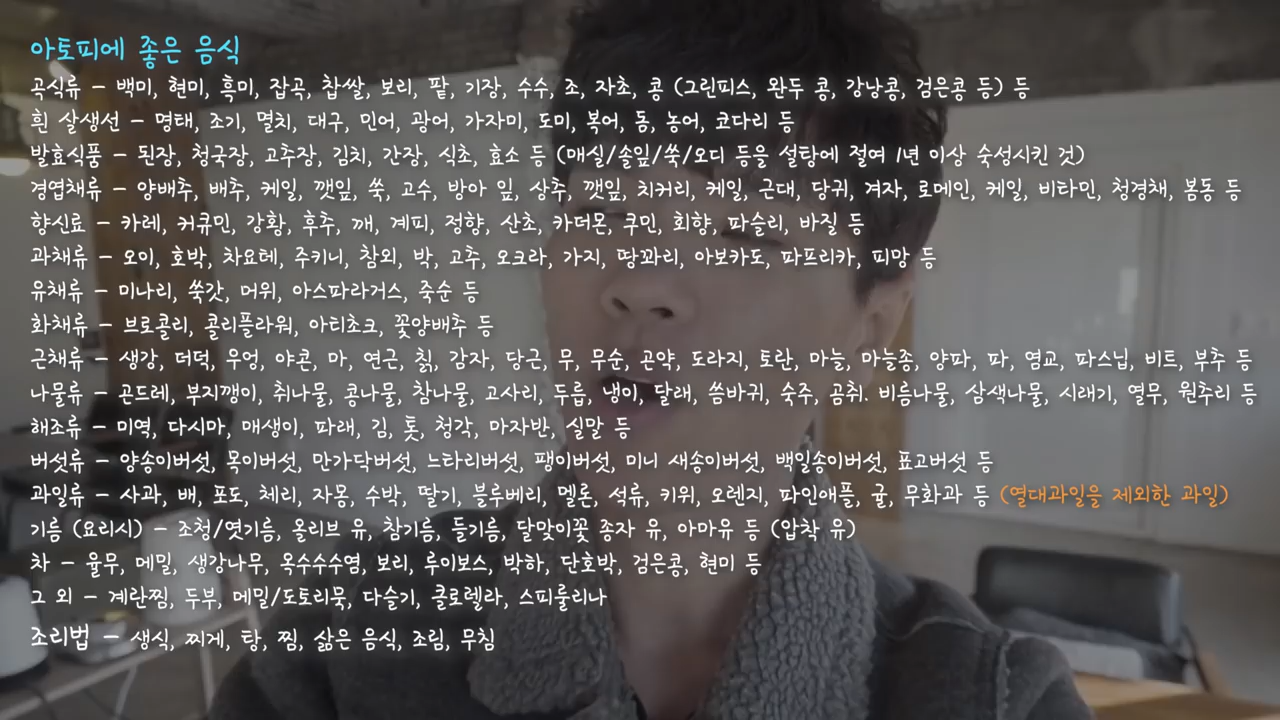 아토피에 좋은 음식
곡식류 - 백미, 현미, 흑미, 잡곡, 찹쌀, 보리, 팥, 기장, 수수, 조, 자초, 콩 (그린피스, 완두 콩, 강낭콩, 검은콩 등) 등
흰 살생선 - 명태, 조기, 멸치, 대구, 민어, 광어, 가자미, 도미, 복어, 돔, 농어, 코다리 등
발효식품 - 된장, 청국장, 고추장, 김치, 간장, 식초, 효소 등 (매실/솔잎/쑥/오디 등을 설탕에 절여 1년 이상 숙성시킨 것)
경엽채류 - 양배추, 배추, 케일, 깻잎, 쑥, 고수, 방아 잎, 상추, 깻잎, 치커리, 케일, 근대, 당귀, 겨자, 로메인, 케일, 비타민, 청경채, 봄동 등
향신료 - 카레, 커큐민, 강황, 후추, 깨, 계피, 정향, 산초, 카더몬, 쿠민, 회향, 파슬리, 바질 등
과채류 - 오이, 호박, 차요테, 주키니, 참외, 박, 고추, 오크라, 가지, 땅꽈리, 아보카도, 파프리카, 피망 등
유채류 - 미나리, 쑥갓, 머위, 아스파라거스, 죽순 등
화채류 - 브로콜리, 콜리플라워, 아티초크, 꽃양배추 등
근채류 - 생강, 더덕, 우엉, 야콘, 마, 연근, 칡, 감자, 당근, 무, 무순, 곤약, 도라지, 토란, 마늘, 마늘종, 양파, 파, 염교, 파스닙, 비트, 부추 등
나물류 - 곤드레, 부지깽이, 취나물, 콩나물, 참나물, 고사리, 두릅, 냉이, 달래, 씀바귀, 숙주, 곰취. 비름나물, 삼색나물, 시래기, 열무, 원추리 등
해조류 - 미역, 다시마, 매생이, 파래, 김, 톳, 청각, 마자반, 실말 등
버섯류 - 양송이버섯, 목이버섯, 만가닥버섯, 느타리버섯, 팽이버섯, 미니 새송이버섯, 백일송이버섯, 표고버섯 등
과일류 - 사과, 배, 포도, 체리, 자몽, 수박, 딸기, 블루베리, 멜론, 석류, 키위, 오렌지, 파인애플, 귤, 무화과 등 (열대과일을 제외한 과일)
기름 (요리시) - 조청/엿기름, 올리브 유, 참기름, 들기름, 달맞이꽃 종자 유, 아마유 등 (압착 유)
차 - 율무, 메밀, 생강나무, 옥수수수염, 보리, 루이보스, 박하, 단호박, 검은콩, 현미 등
그 외 - 계란찜, 두부, 메밀/도토리묵, 다슬기, 클로렐라, 스피룰리나
조리법 - 생식, 찌게, 탕, 찜, 삶은 음식, 조림, 무침